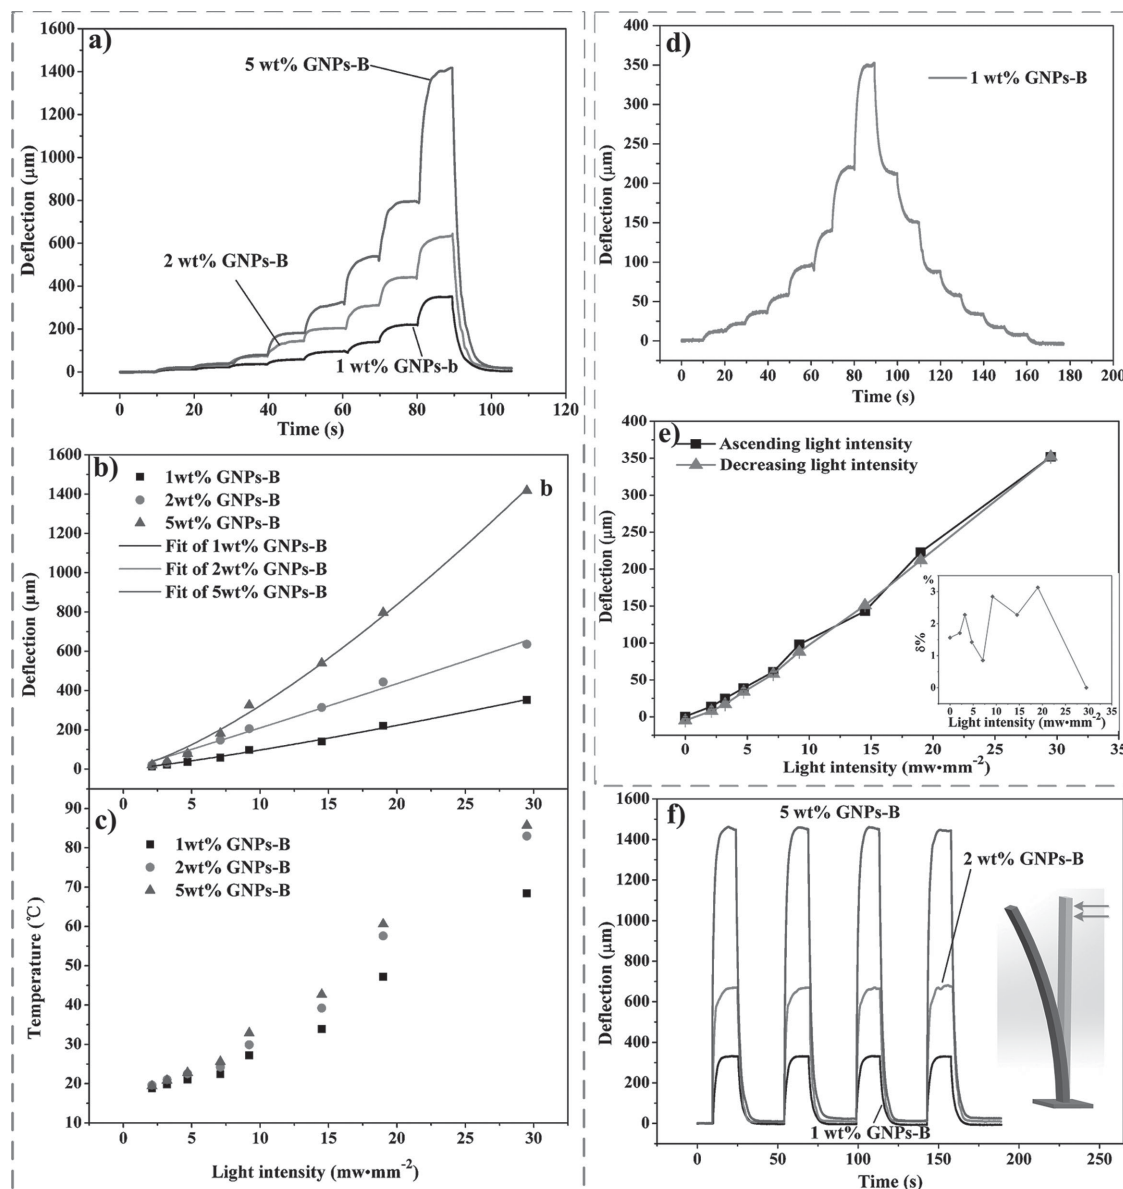 a)
1600
1400
1200
1000
800
600
400
200
0
Deflection (μm)
5 wt% GNPs-B
2 wt% GNPs-B
1 wt% GNPs-b
0 20 40 60 80 100 120
Time (s)
b)
1600
1400
1200
1000
800
600
400
200
0
Deflection (μm)
1wt% GNPs-B
2wt% GNPs-B
5wt% GNPs-B
Fit of 1wt% GNPs-B
Fit of 2wt% GNPs-B
Fit of 5wt% GNPs-B
b
0 5 10 15 20 25 30
c)
90
80
70
60
50
40
30
20
10
Temperature (℃)
1wt% GNPs-B
2wt% GNPs-B
5wt% GNPs-B
0 5 10 15 20 25 30
Light intensity (mw•mm-2)
d)
400
350
300
250
200
150
100
50
0
Deflection (μm)
1 wt% GNPs-B
0 20 40 60 80 100 120 140 160 180 200
Time (s)
e)
400
350
300
250
200
150
100
50
0
Deflection (μm)
Ascending light intensity
Decreasing light intensity
%
3
2
1
0
δ%
0 5 10 15 20 25 30 35
Light intensity (mw•mm-2)
0 5 10 15 20 25 30 35
Light intensity (mw•mm-2)
f)
1600
1400
1200
1000
800
600
400
200
0
Deflection (μm)
5 wt% GNPs-B
2 wt% GNPs-B
1 wt% GNPs-B
0 50 100 150 200 250
Time (s)